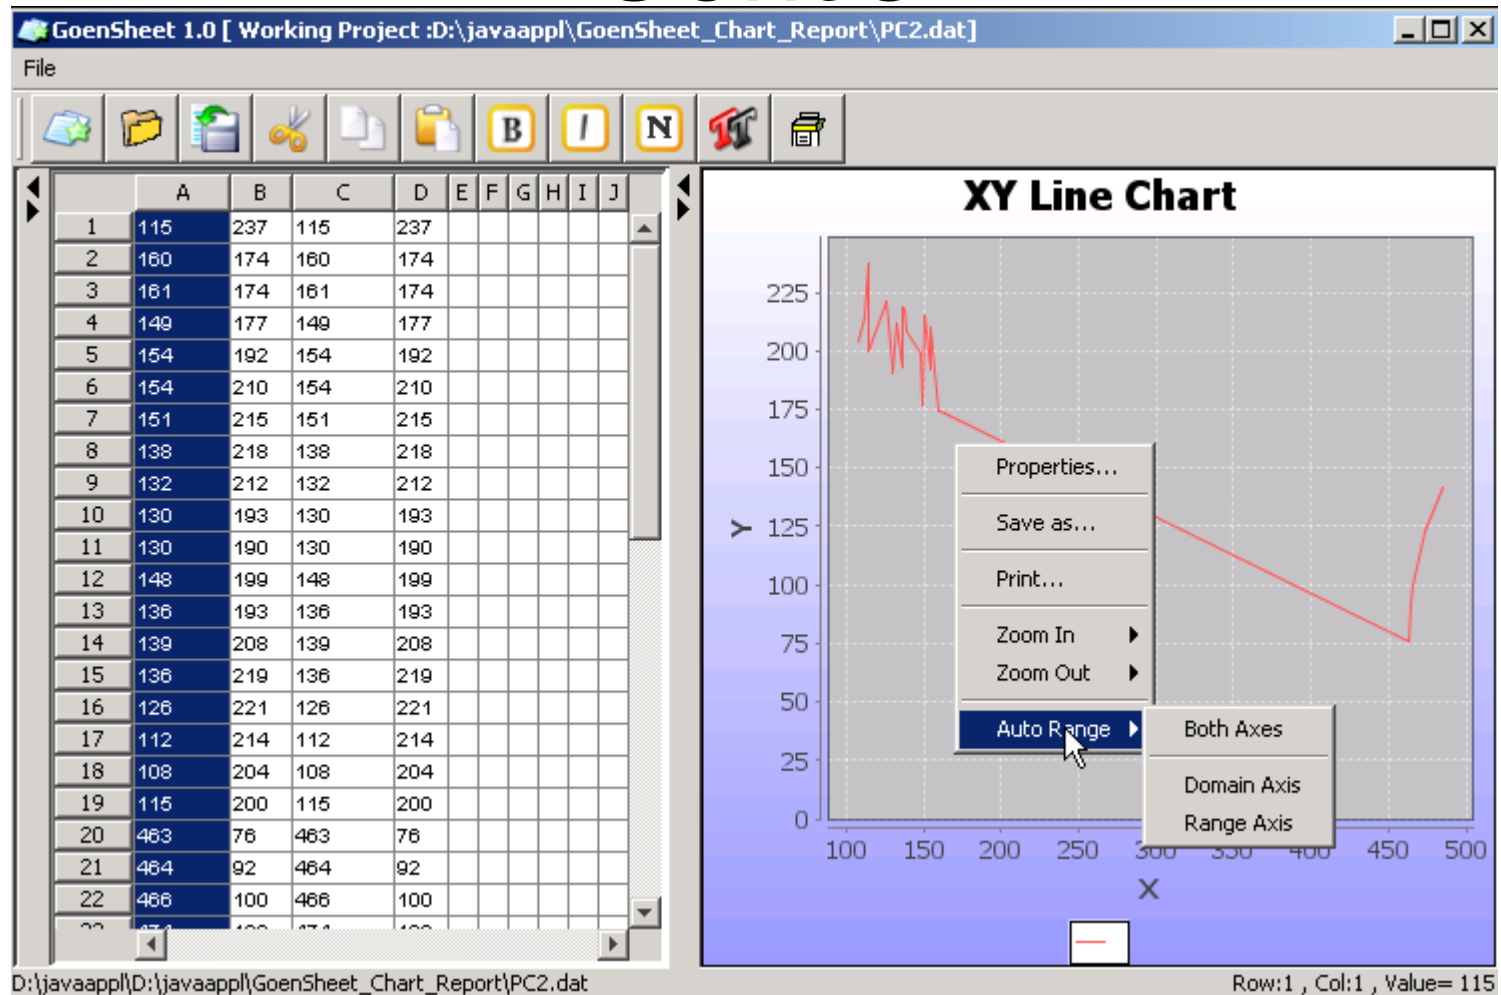 GoenSheet 1.0 [ Working Project :D:\javaappl\GoenSheet_Chart_Report\PC2.dat]
File
B I N
A B C D E F G H I J
1 115 237 115 237
2 160 174 160 174
3 161 174 161 174
4 149 177 149 177
5 154 192 154 192
6 154 210 154 210
7 151 215 151 215
8 138 218 138 218
9 132 212 132 212
10 130 193 130 193
11 130 190 130 190
12 148 199 148 199
13 136 193 136 193
14 139 208 139 208
15 136 219 136 219
16 126 221 126 221
17 112 214 112 214
18 108 204 108 204
19 115 200 115 200
20 463 76 463 76
21 464 92 464 92
22 466 100 466 100
XY Line Chart
225
200
175
150
Y 125
100
75
50
25
0
100 150 200 250 300 350 400 450 500
X
Properties...
Save as...
Print...
Zoom In
Zoom Out
Auto Range
Both Axes
Domain Axis
Range Axis
D:\javaappl\D:\javaappl\GoenSheet_Chart_Report\PC2.dat
Row:1 , Col:1 , Value= 115